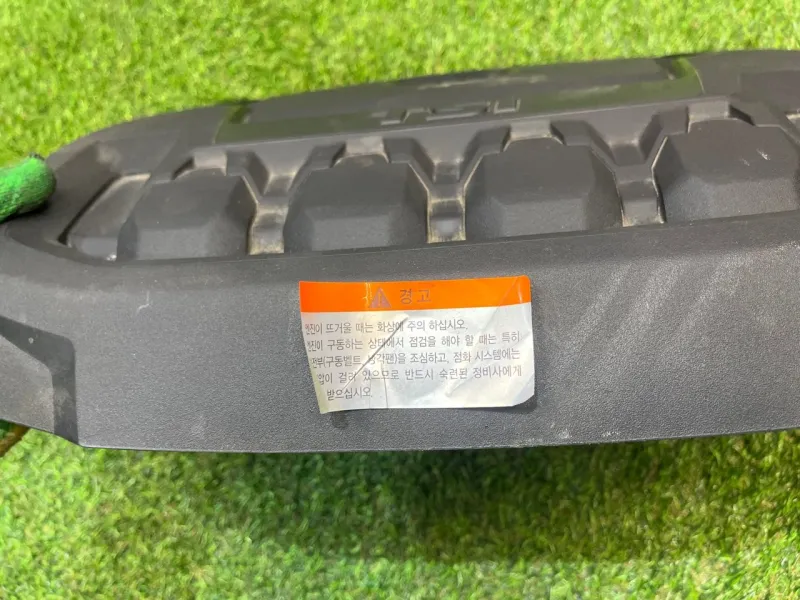 경고
엔진이 뜨거울 때는 화상에 주의 하십시오.
엔진이 구동하는 상태에서 점검을 해야 할 때는 특히
구동벨트, 냉각팬)을 조심하고, 점화 시스템에는
걸려 있으므로 반드시 숙련된 정비사에게
받으십시오.